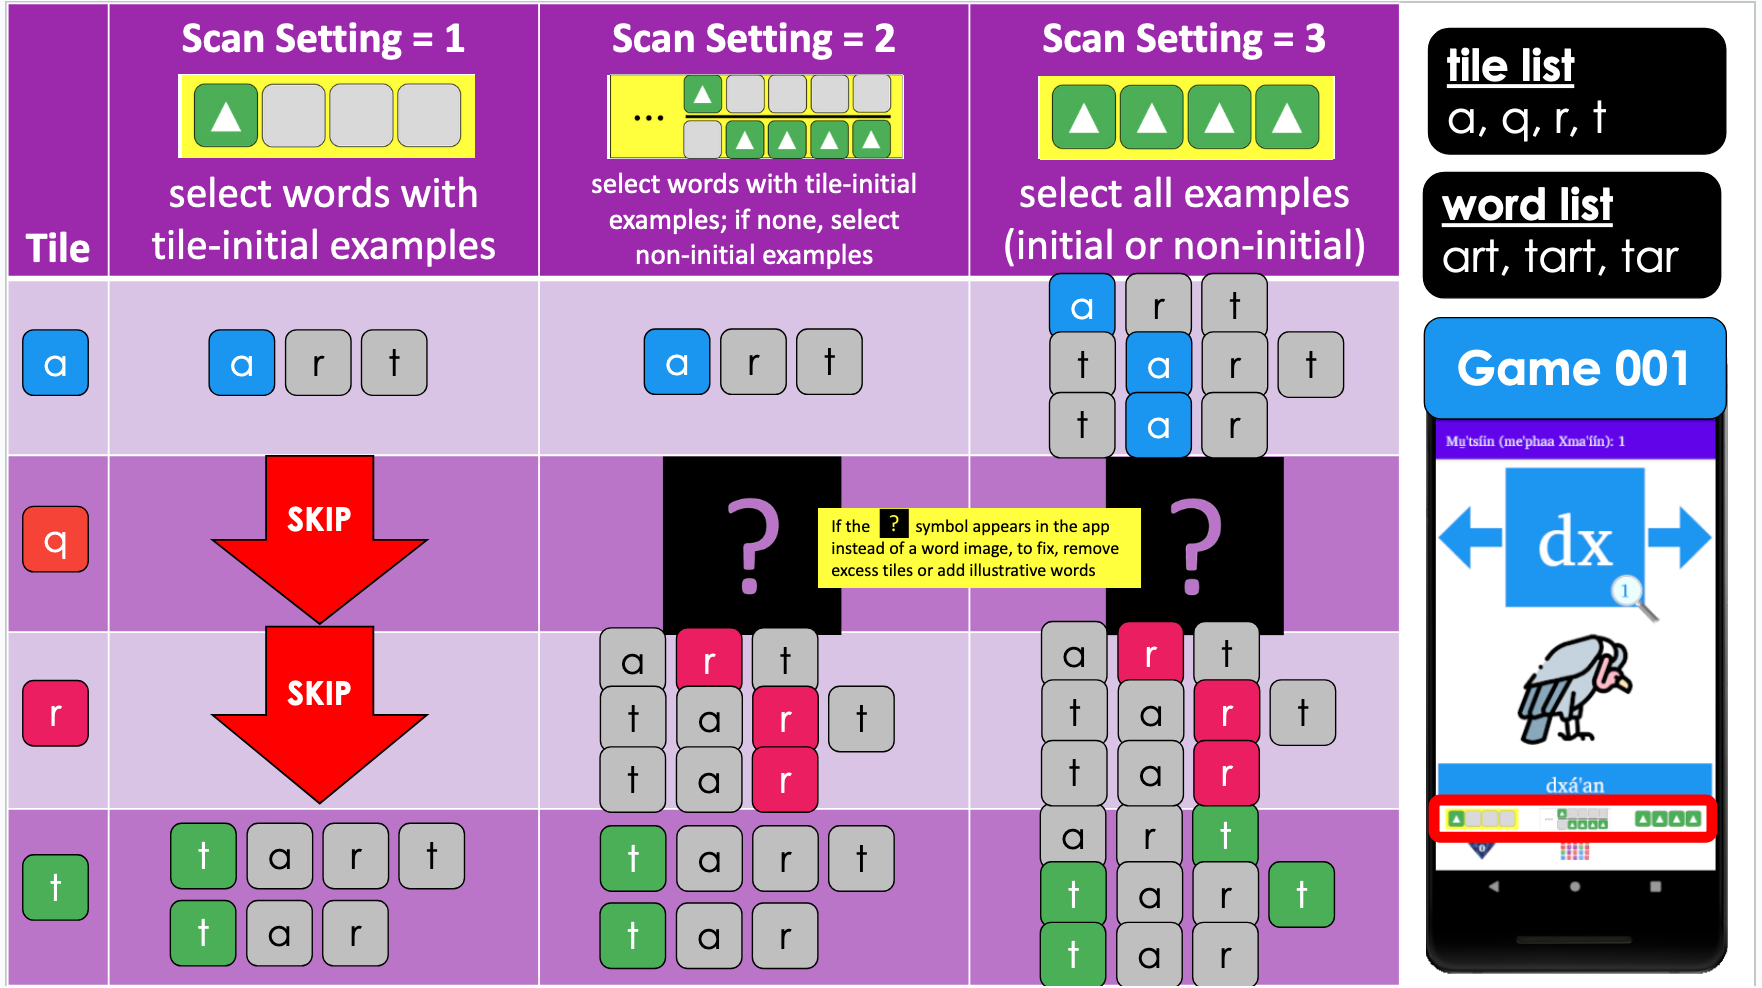 Scan Setting = 1
Scan Setting = 2
Scan Setting = 3
...
Tile
select words with
tile-initial examples
select words with tile-initial
examples; if none, select
non-initial examples
select all examples
(initial or non-initial)
a
a r t
a r t
a r t
t a r t
t a r
q
SKIP
?
?
If the ? symbol appears in the app
instead of a word image, to fix, remove
excess tiles or add illustrative words
r
SKIP
a r t
t a r t
t a r
a r t
t a r t
t a r
t
t a r t
t a r
t a r t
t a r
a r t
t a r t
t a r
tile list
a, q, r, t
word list
art, tart, tar
Game 001
Mu̱'tsíin (me'phaa Xma'íín): 1
dx
1
dxá'an